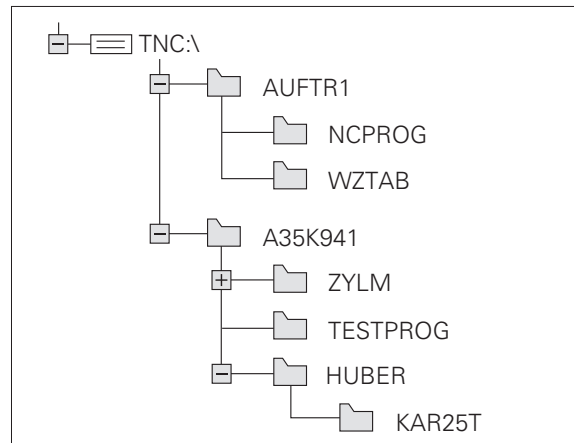 TNC:\
AUFTR1
NCPROG
WZTAB
A35K941
ZYLM
TESTPROG
HUBER
KAR25T